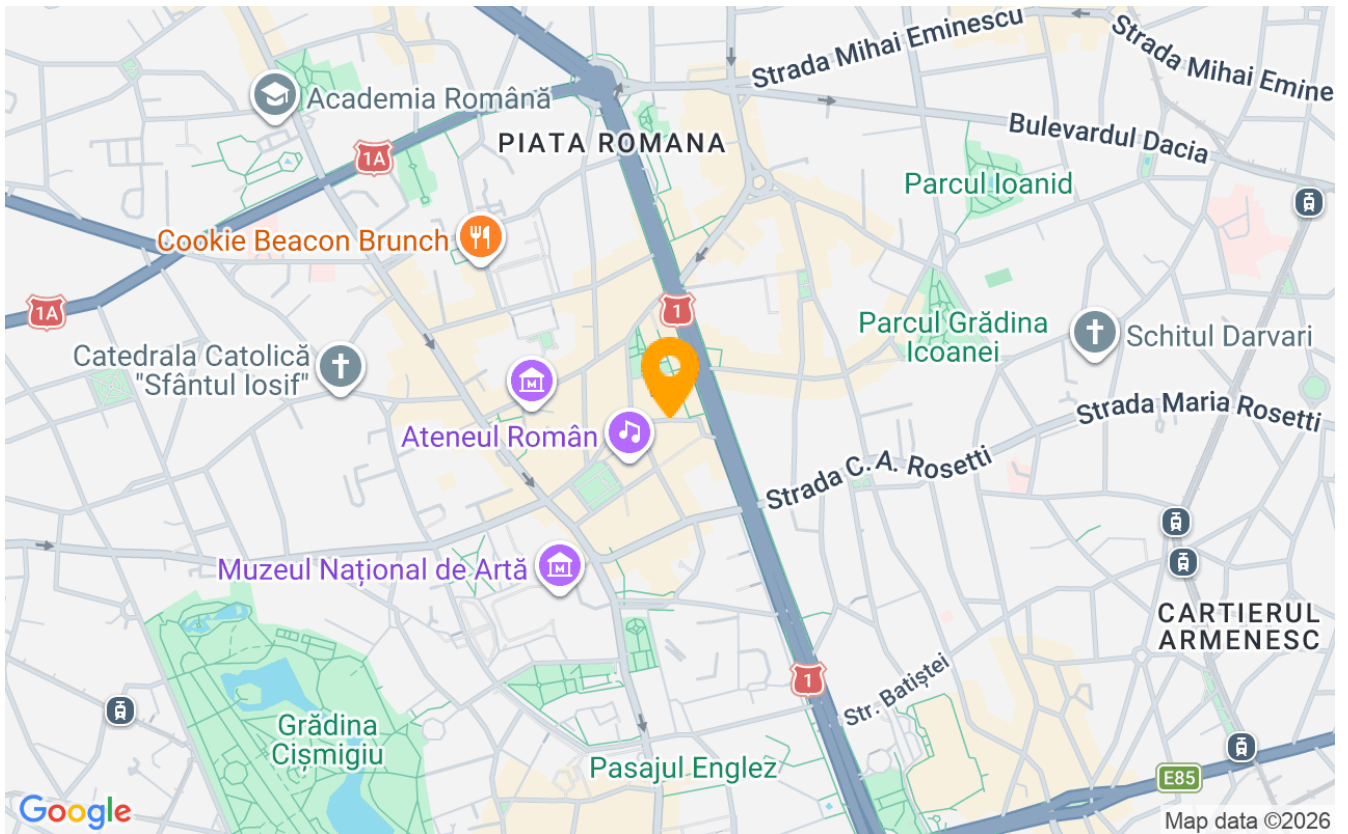 Strada Mihai Eminescu
Strada Mihai Emine
Academia Română
PIATA ROMANA
1A
Bulevardul Dacia
Parcul Ioanid
Cookie Beacon Brunch
1A
1
Parcul Grădina
Icoanei
Schitul Darvari
Catedrala Catolică
"Sfântul Iosif"
M
Strada Maria Rosetti
Ateneul Român
Strada C. A. Rosetti
Muzeul Național de Artă
M
CARTIERUL
ARMENESC
1
Str. Batiștei
Grădina
Cișmigiu
Pasajul Englez
E85
Google
Map data ©2026